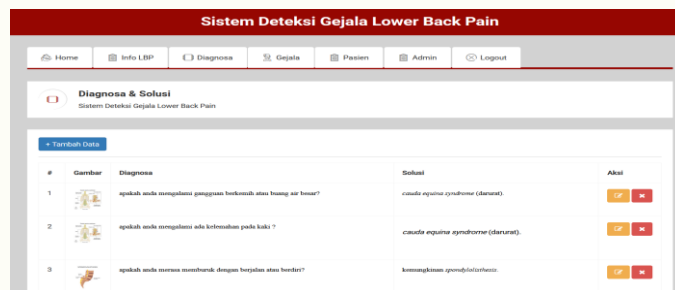 Sistem Deteksi Gejala Lower Back Pain
Home Info LBP Diagnosa Gejala Pasien Admin Logout
Diagnosa & Solusi
Sistem Deteksi Gejala Lower Back Pain
+ Tambah Data
# Gambar Diagnosa Solusi Aksi
1 apakah anda mengalami gangguan berkemih atau buang air besar? cauda equina syndrome (darurat).
2 apakah anda mengalami ada kelemahan pada kaki ? cauda equina syndrome (darurat).
3 apakah anda merasa memburuk dengan berjalan atau berdiri? kemungkinan spondylolisthesis.